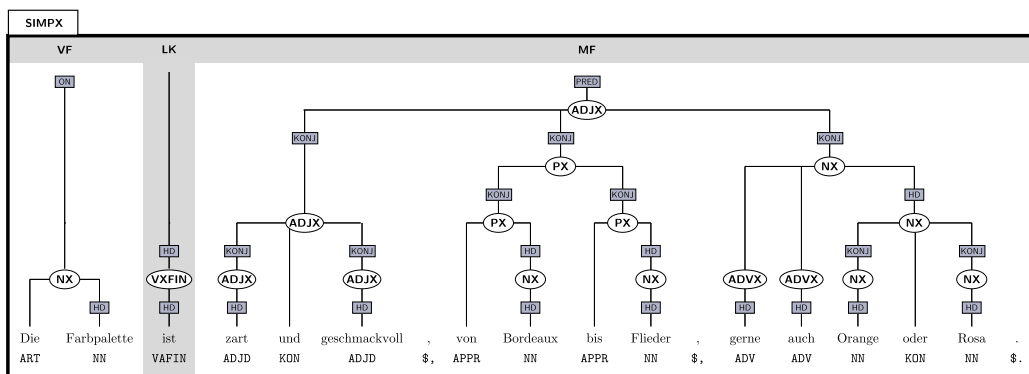 SIMPX
VF LK MF
ON PRED
ADJX
KONJ KONJ KONJ
PX NX
KONJ KONJ HD
ADJX PX PX NX
HD KONJ KONJ HD HD KONJ KONJ
NX VXFIN ADJX ADJX NX NX ADVX ADVX NX NX
HD HD HD HD HD HD HD HD HD HD
Die Farbpalette ist zart und geschmackvoll , von Bordeaux bis Flieder , gerne auch Orange oder Rosa .
ART NN VAFIN ADJD KON ADJD $, APPR NN APPR NN $, ADV ADV NN KON NN $.